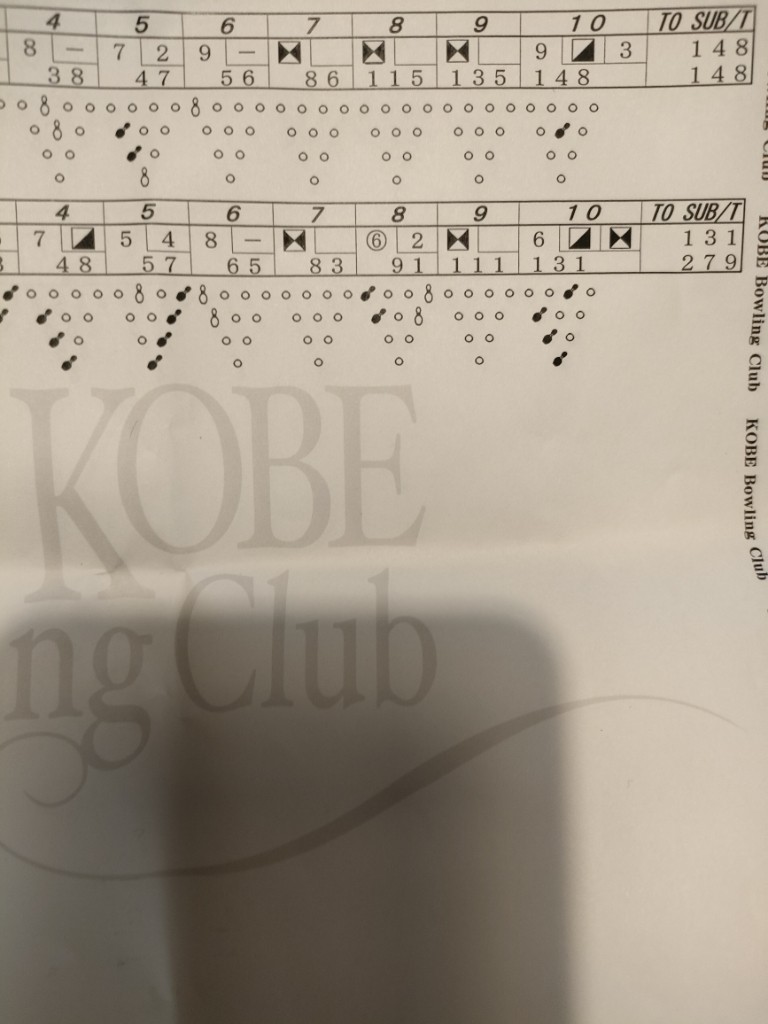 4 5 6 7 8 9 10 TO SUB/T
8 - 7 2 9 - 9 3 148
38 47 56 86 115 135 148 148
4 5 6 7 8 9 10 TO SUB/T
7 5 4 8 - ⑥ 2 6 131
48 57 65 83 91 111 131 279
KOBE
ng Club
KOBE Bowling Club
KOBE Bowling Club